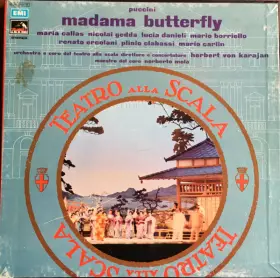 puccini
madama butterfly
maria callas nicolai gedda lucia danieli mario borriello
renato ercolani plinio clabassi mario carlin
orchestra e coro del teatro alla scala direttore d'orchestra herbert von karajan
maestro del coro norberto mola
EMI
TEATRO ALLA SCALA
TEATRO ALLA SCALA